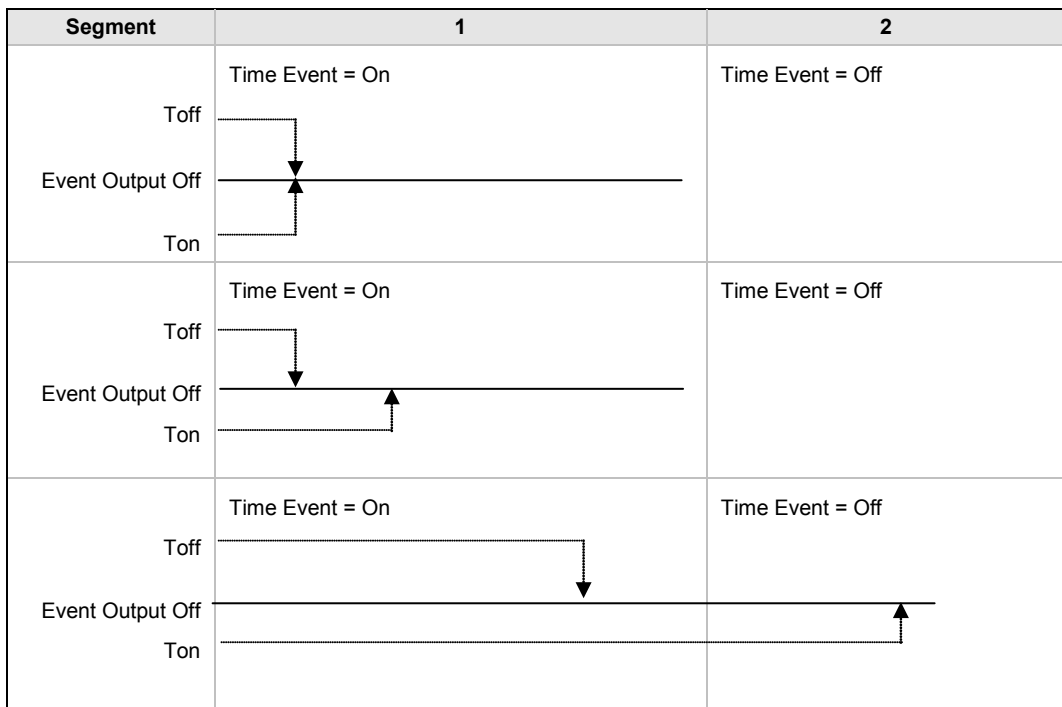 Segment 1 2
Time Event = On Time Event = Off
Toff
Event Output Off
Ton
Time Event = On Time Event = Off
Toff
Event Output Off
Ton
Time Event = On Time Event = Off
Toff
Event Output Off
Ton